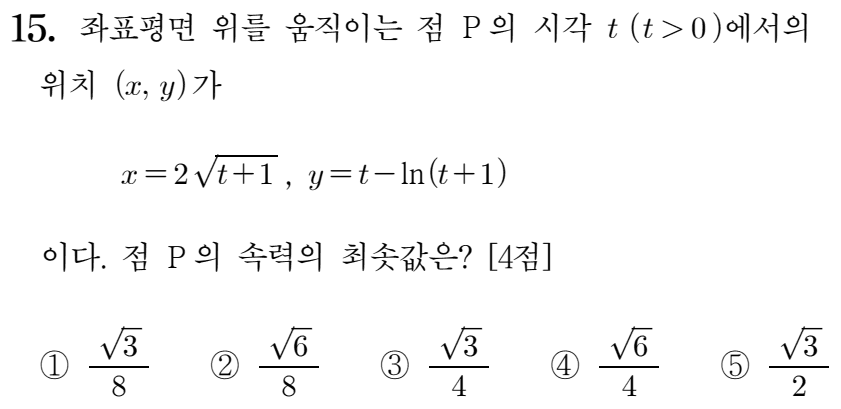 15. 좌표평면 위를 움직이는 점 P의 시각 t (t>0)에서의
위치 (x, y)가
x=2√(t+1), y=t−ln(t+1)
이다. 점 P의 속력의 최솟값은? [4점]
① √3/8 ② √6/8 ③ √3/4 ④ √6/4 ⑤ √3/2